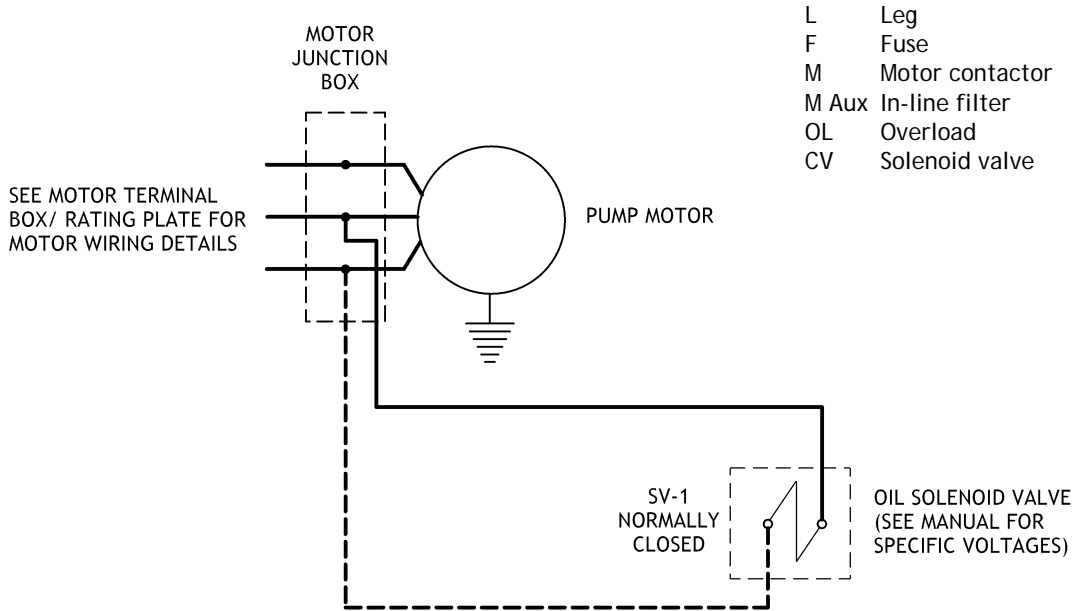 MOTOR
JUNCTION
BOX
L Leg
F Fuse
M Motor contactor
M Aux In-line filter
OL Overload
CV Solenoid valve
SEE MOTOR TERMINAL
BOX/ RATING PLATE FOR
MOTOR WIRING DETAILS
PUMP MOTOR
SV-1
NORMALLY
CLOSED
OIL SOLENOID VALVE
(SEE MANUAL FOR
SPECIFIC VOLTAGES)